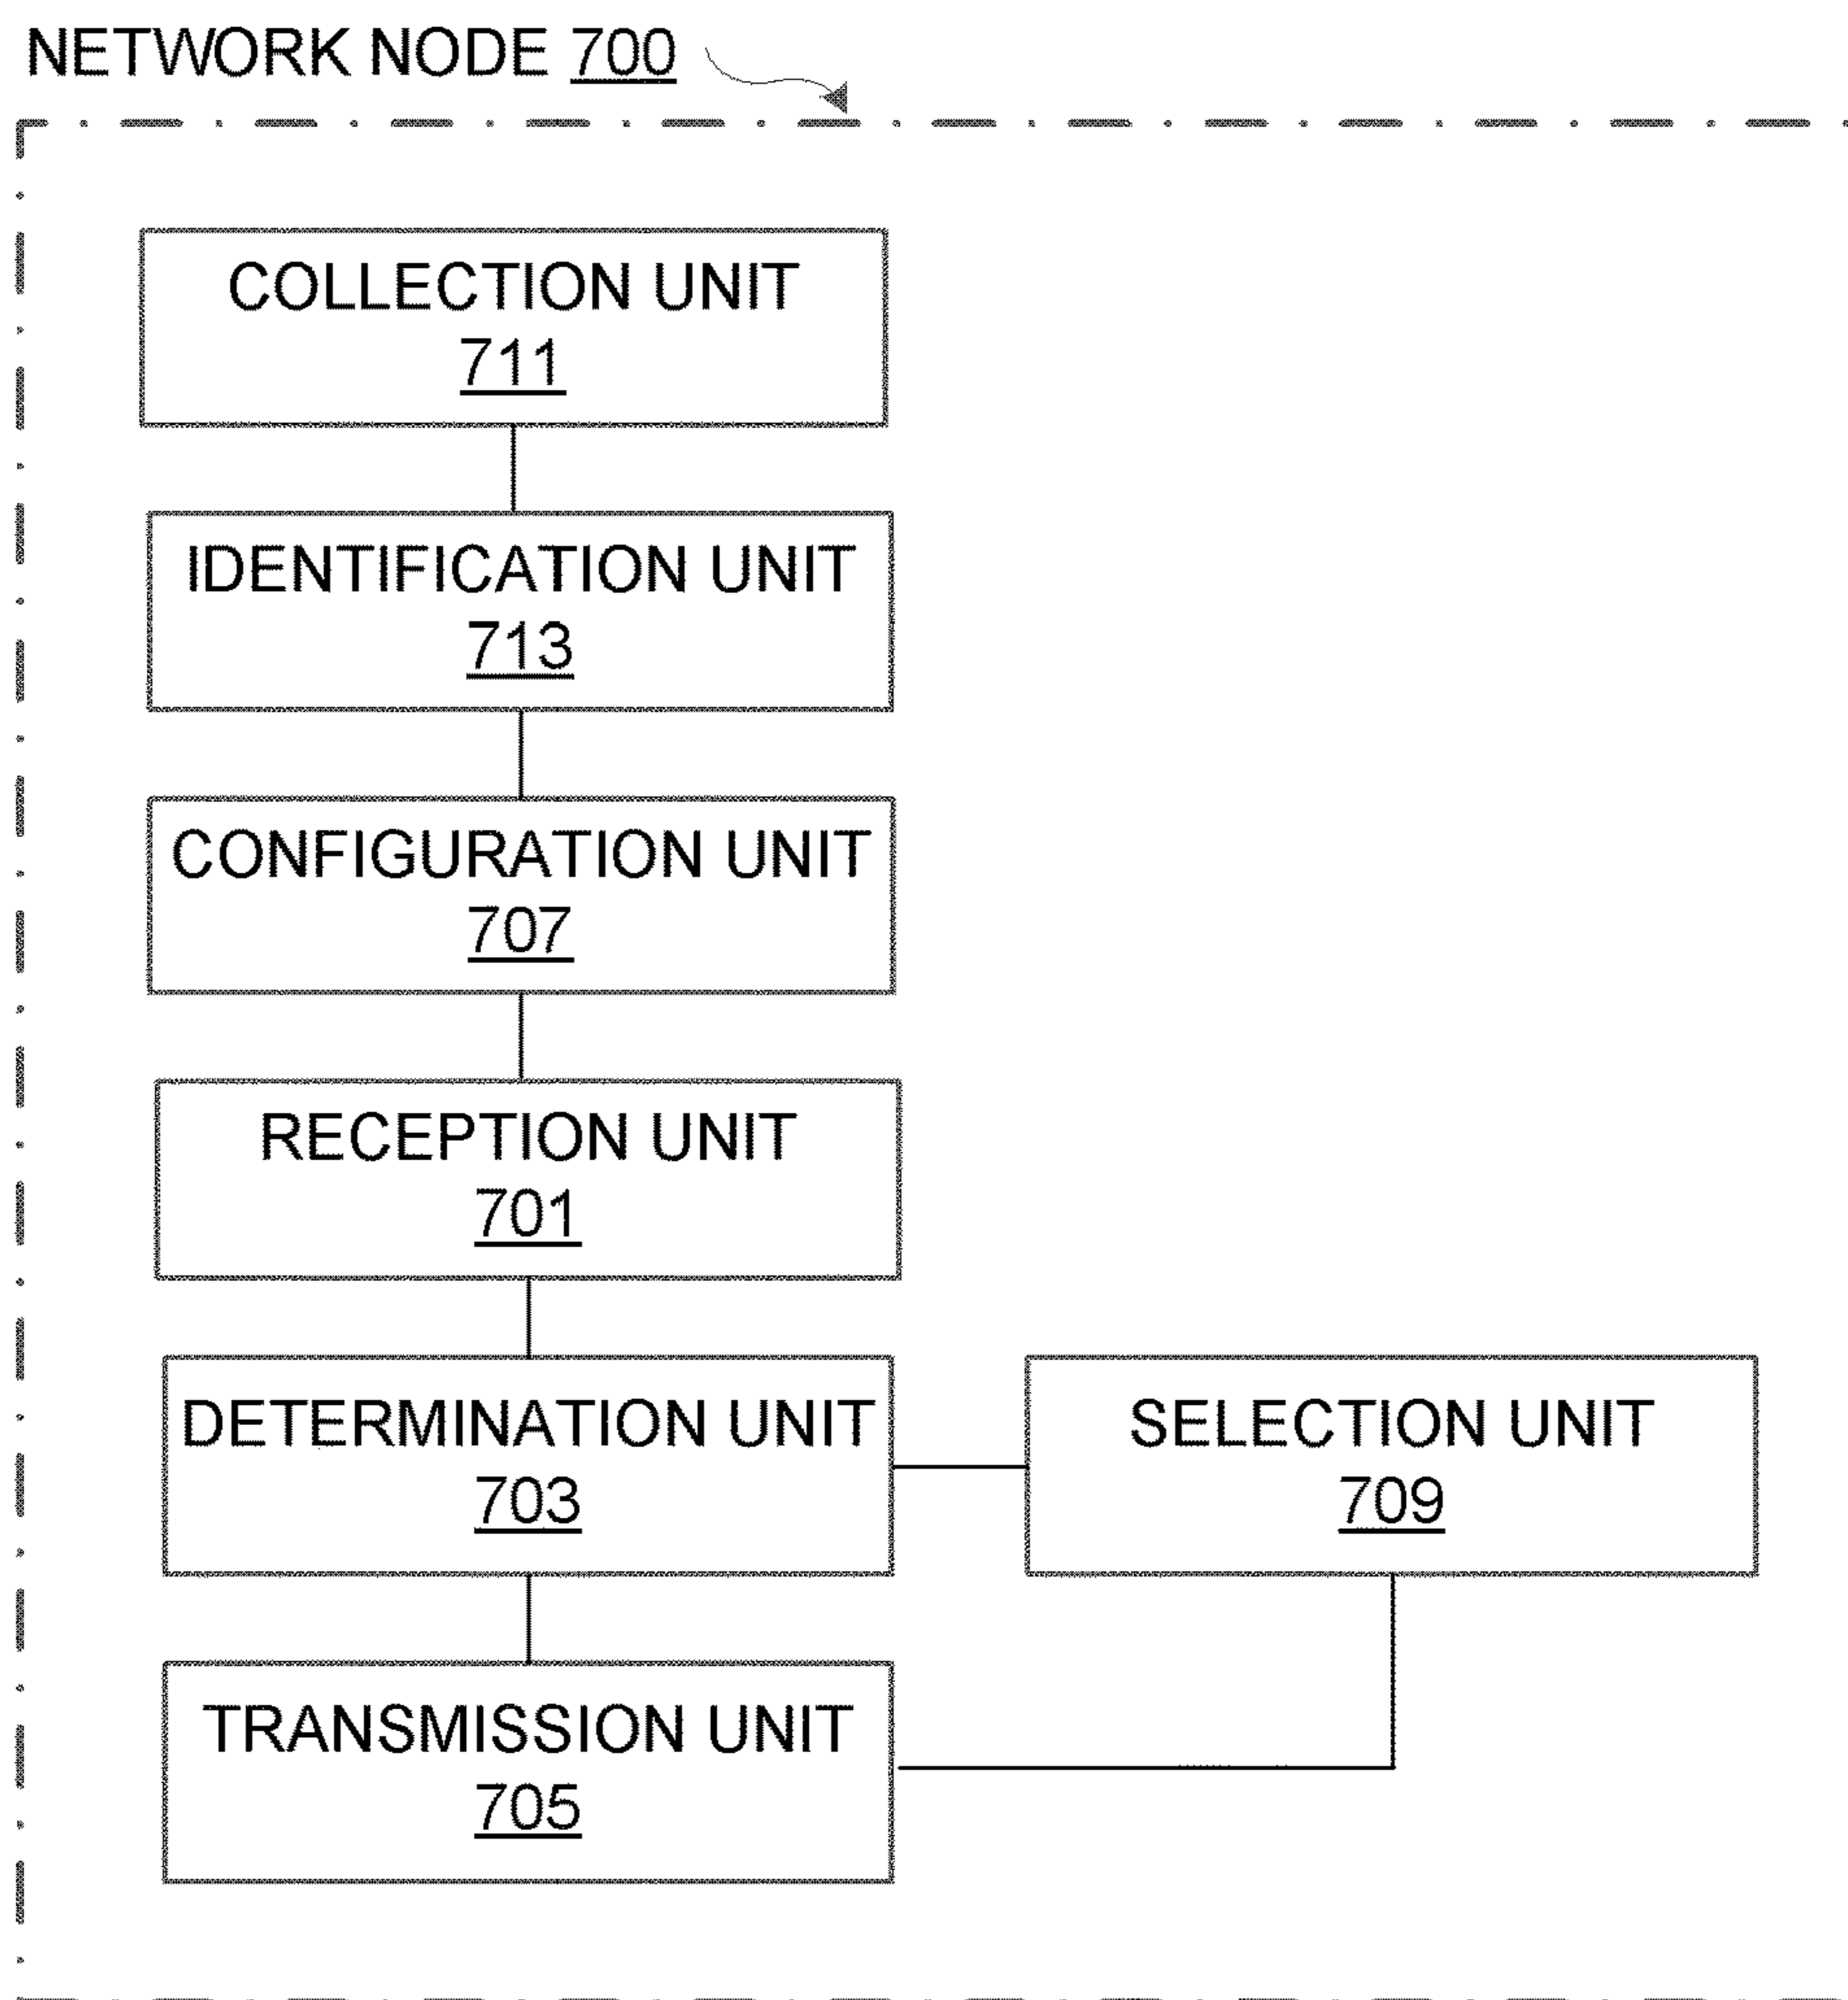 NETWORK NODE 700
COLLECTION UNIT
711
IDENTIFICATION UNIT
713
CONFIGURATION UNIT
707
RECEPTION UNIT
701
DETERMINATION UNIT
703
SELECTION UNIT
709
TRANSMISSION UNIT
705